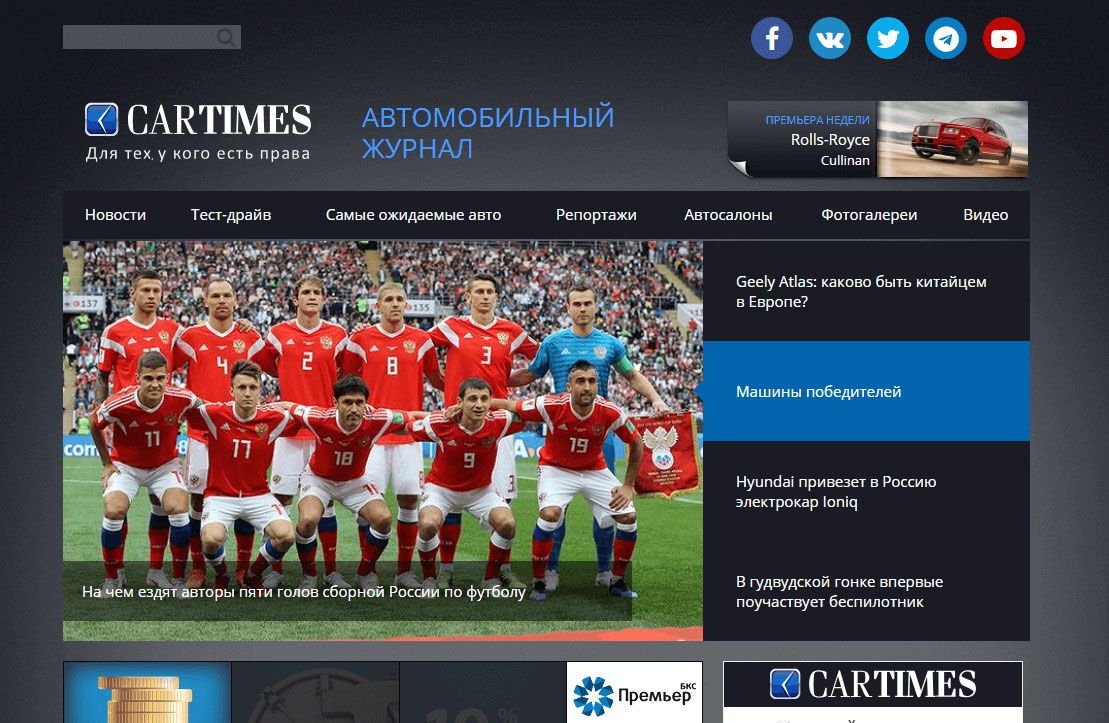 CARTIMES
Для тех, у кого есть права
АВТОМОБИЛЬНЫЙ
ЖУРНАЛ
ПРЕМЬЕРА НЕДЕЛИ
Rolls-Royce
Cullinan
Новости
Тест-драйв
Самые ожидаемые авто
Репортажи
Автосалоны
Фотогалереи
Видео
137
135
4
2
8
3
11
17
18
9
19
com
Geely Atlas: каково быть китайцем
в Европе?
Машины победителей
Hyundai привезет в Россию
электрокар Ioniq
В гудвудской гонке впервые
поучаствует беспилотник
На чем ездят авторы пяти голов сборной России по футболу
БКС
Премьер
CARTIMES